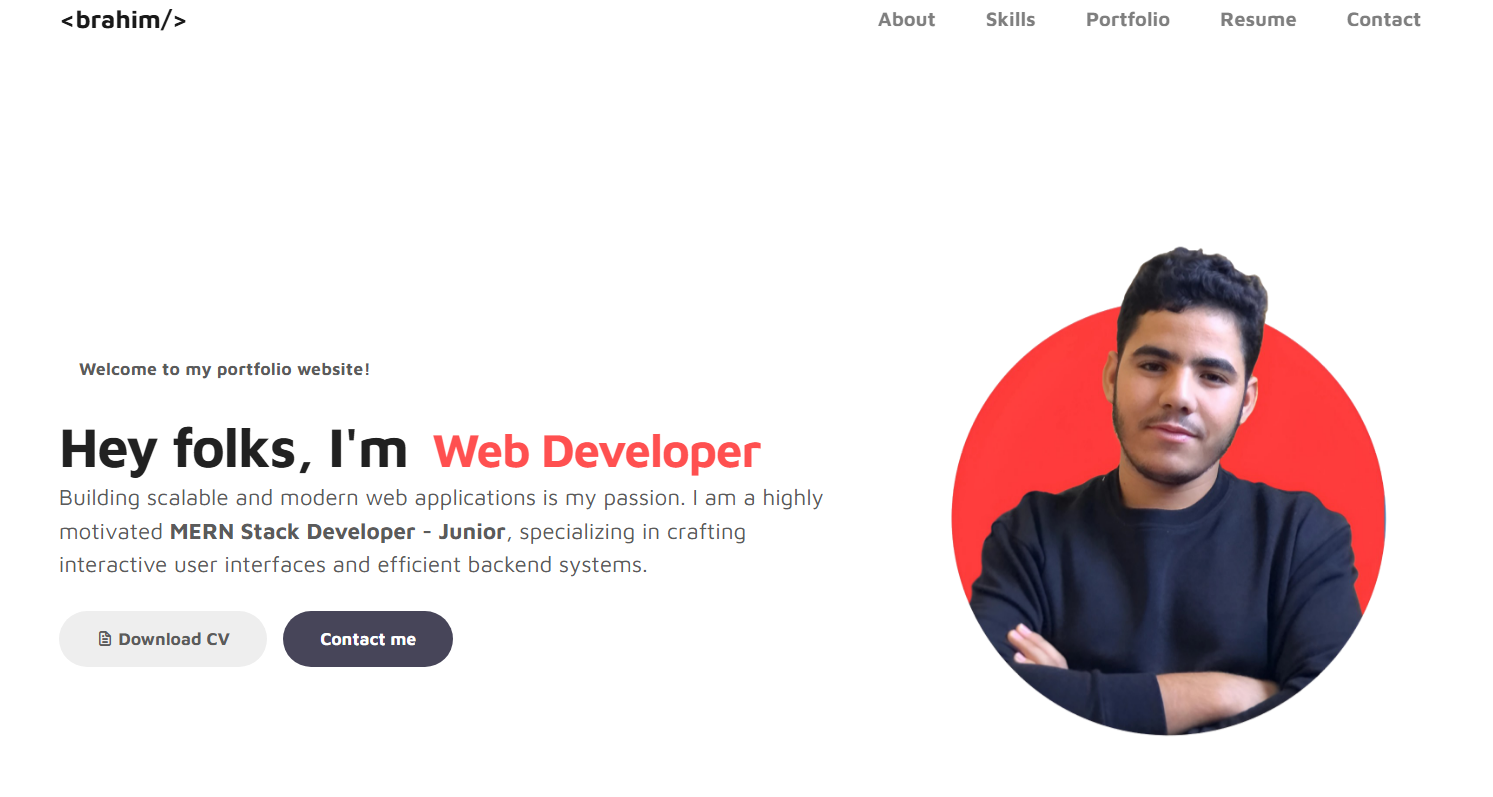 <brahim/>
About Skills Portfolio Resume Contact
Welcome to my portfolio website!
Hey folks, I'm Web Developer
Building scalable and modern web applications is my passion. I am a highly
motivated MERN Stack Developer - Junior, specializing in crafting
interactive user interfaces and efficient backend systems.
Download CV
Contact me